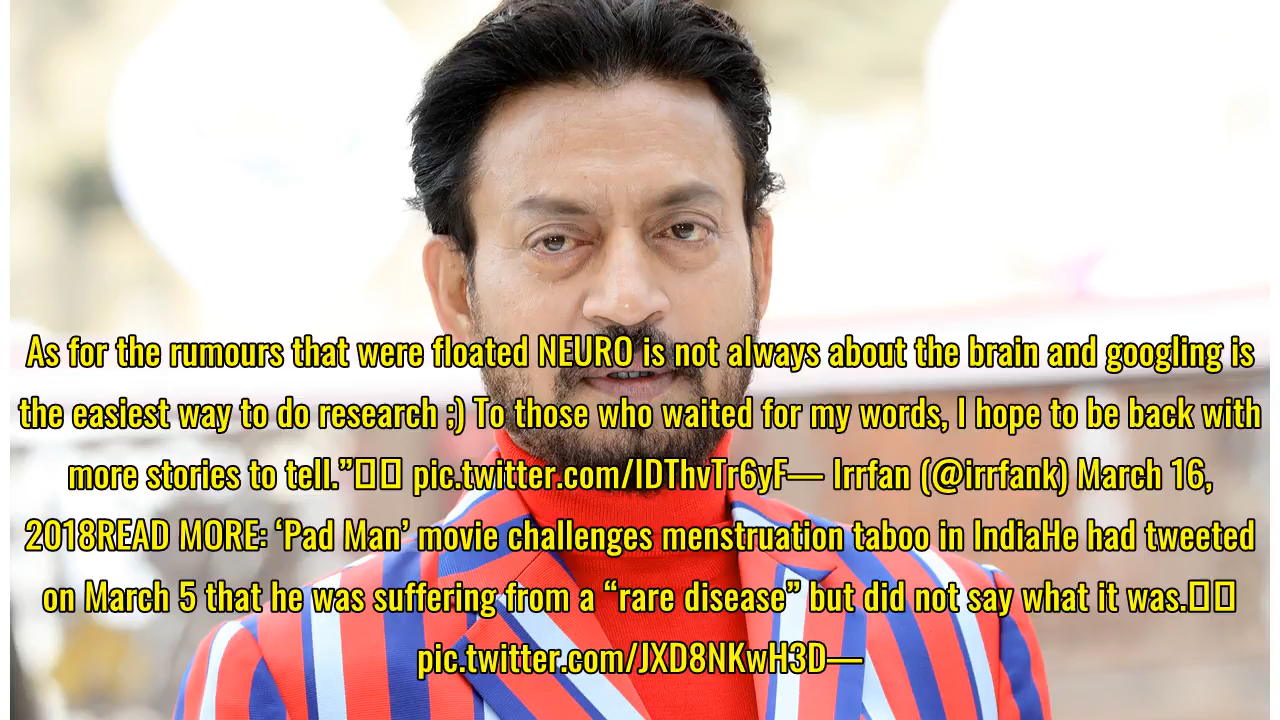 As for the rumours that were floated NEURO is not always about the brain and googling is
the easiest way to do research ;) To those who waited for my words, I hope to be back with
more stories to tell.”▯▯ pic.twitter.com/IDThvTr6yF— Irrfan (@irrfank) March 16,
2018READ MORE: ‘Pad Man’ movie challenges menstruation taboo in IndiaHe had tweeted
on March 5 that he was suffering from a “rare disease” but did not say what it was.▯▯
pic.twitter.com/JXD8NKwH3D—